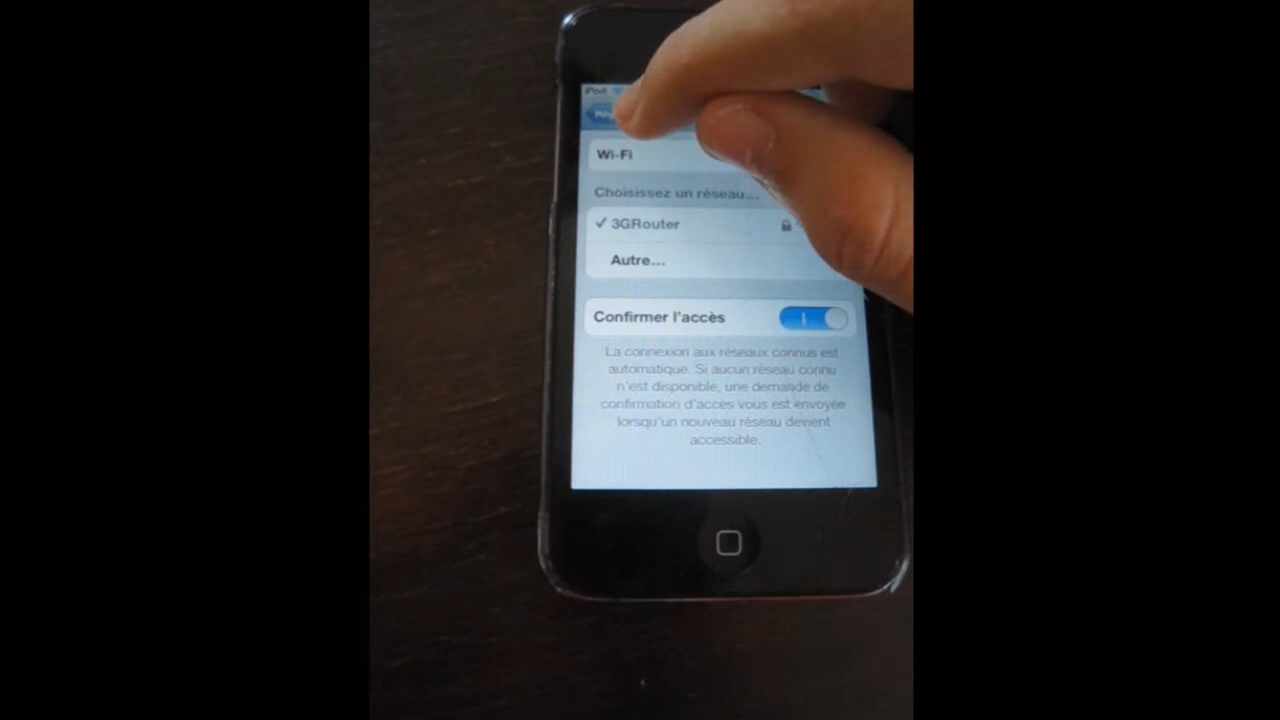 iPod
Wi-Fi
Choisissez un réseau...
✓ 3GRouter
Autre...
Confirmer l'accès
La connexion aux réseaux connus est
automatique. Si aucun réseau connu
n'est disponible, une demande de
confirmation d'accès vous est envoyée
lorsqu'un nouveau réseau devient
accessible.